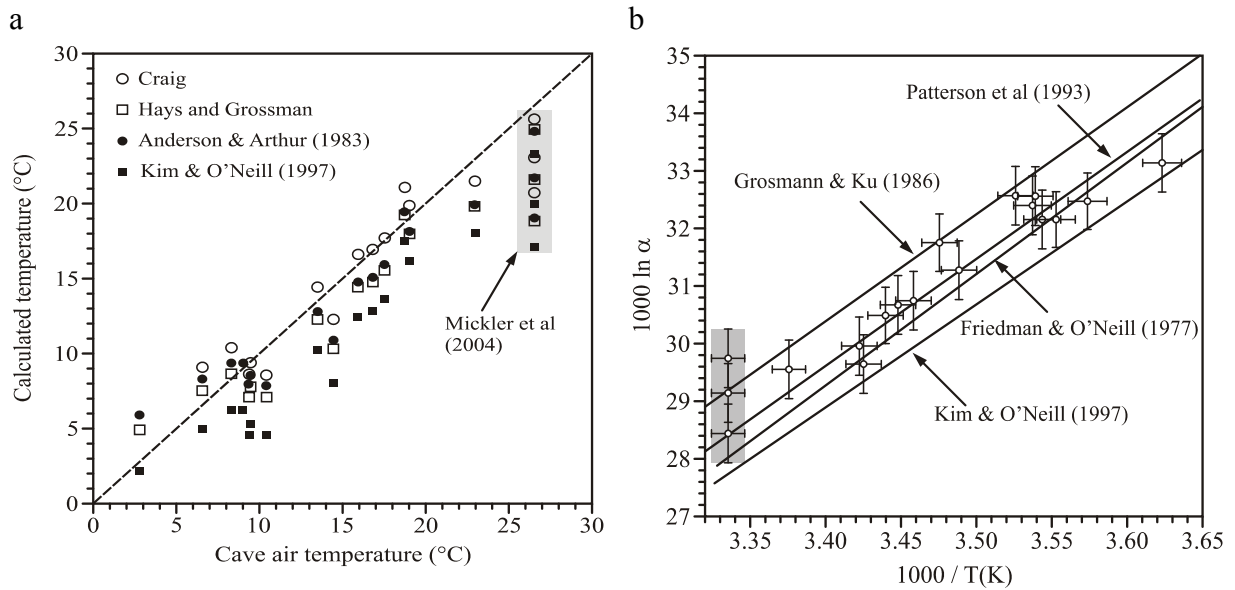 a
30
25
20
15
10
5
0
Calculated temperature (°C)
Craig
Hays and Grossman
Anderson & Arthur (1983)
Kim & O'Neill (1997)
Mickler et al
(2004)
0 5 10 15 20 25 30
Cave air temperature (°C)
b
35
34
33
32
31
30
29
28
27
1000 ln α
Patterson et al (1993)
Grosmann & Ku (1986)
Friedman & O'Neill (1977)
Kim & O'Neill (1997)
3.35 3.40 3.45 3.50 3.55 3.60 3.65
1000 / T(K)